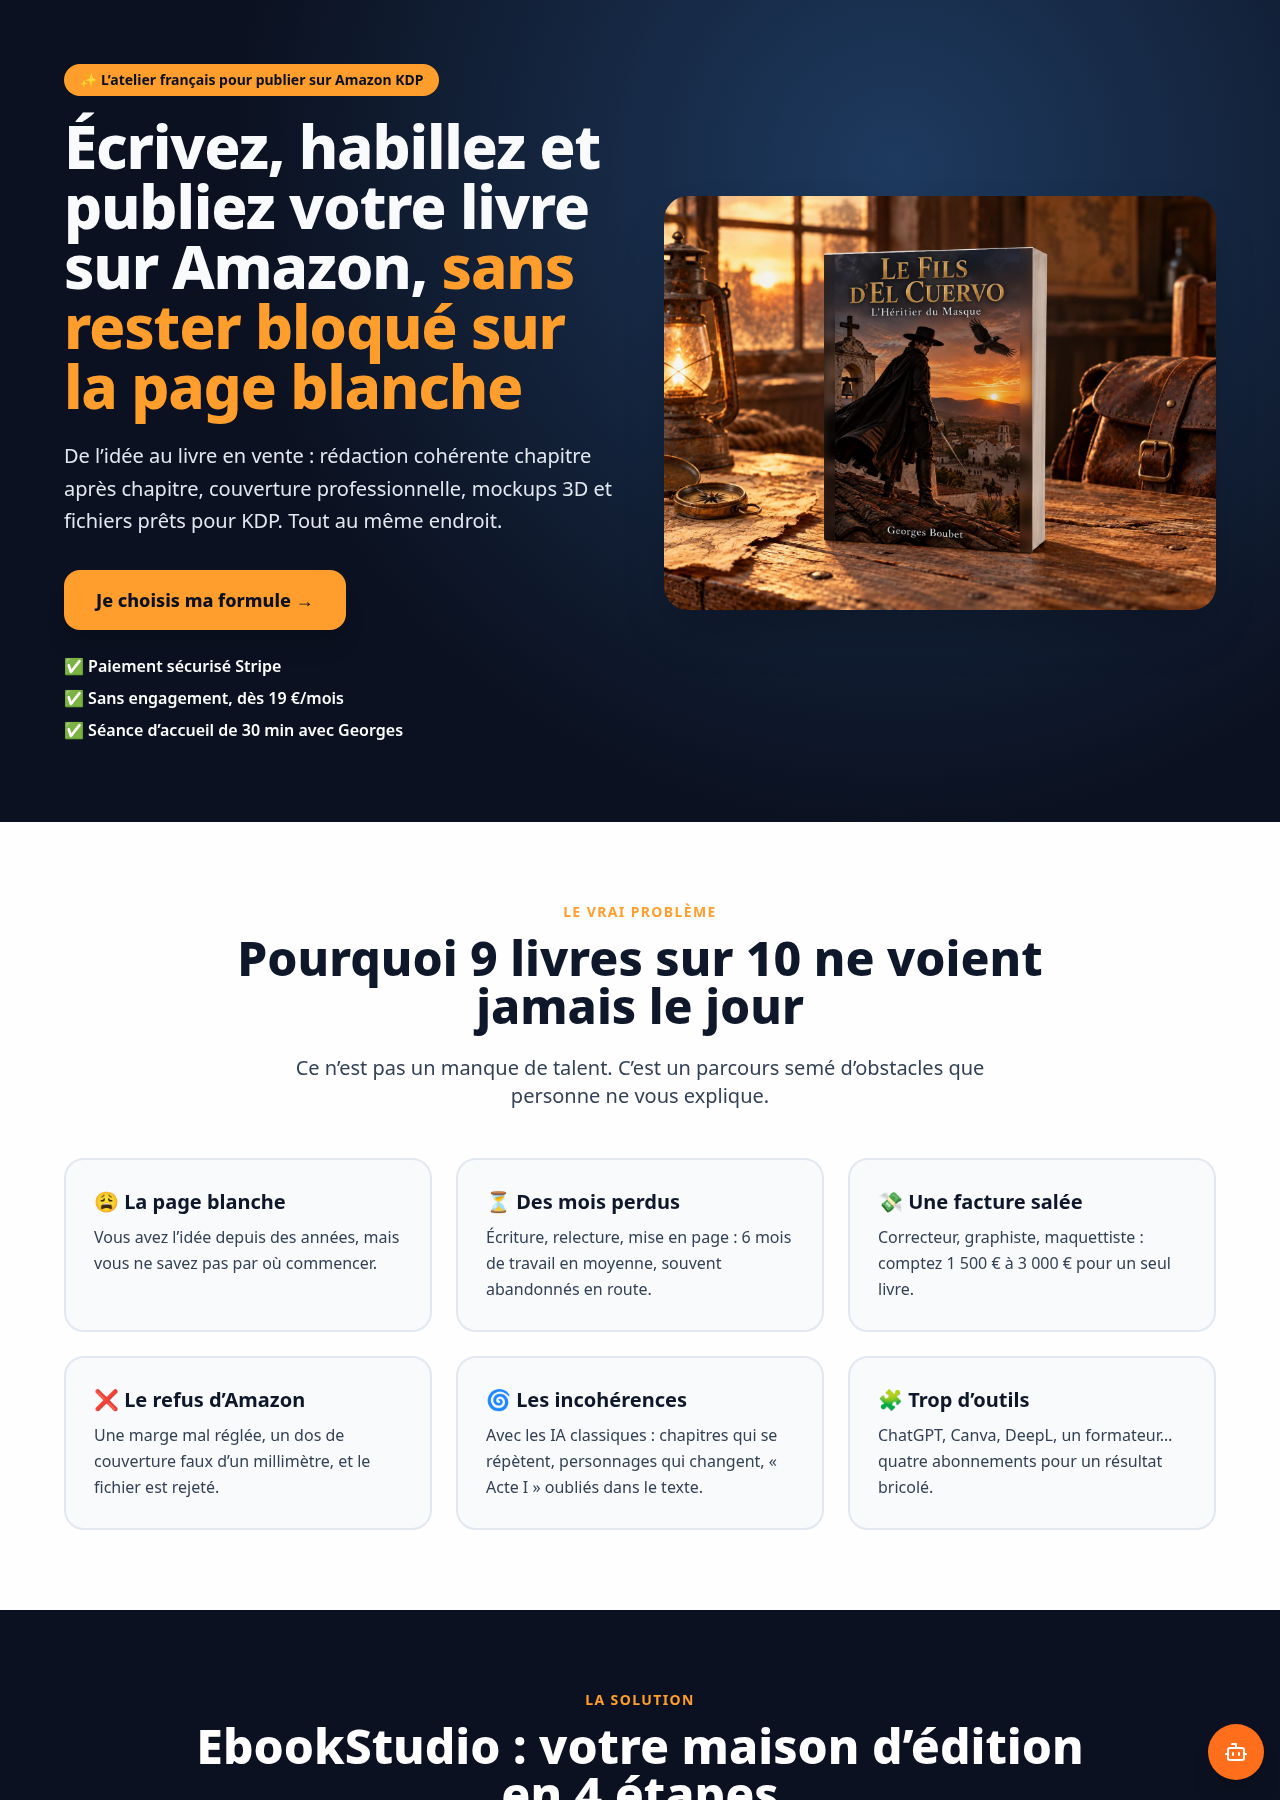 ✨ L’atelier français pour publier sur Amazon KDP
Écrivez, habillez et
publiez votre livre
sur Amazon, sans
rester bloqué sur
la page blanche
De l’idée au livre en vente : rédaction cohérente chapitre
après chapitre, couverture professionnelle, mockups 3D et
fichiers prêts pour KDP. Tout au même endroit.
Je choisis ma formule →
✅ Paiement sécurisé Stripe
✅ Sans engagement, dès 19 €/mois
✅ Séance d’accueil de 30 min avec Georges
LE FILS
D’EL CUERVO
L’Héritier du Masque
Georges Boubet
LE VRAI PROBLÈME
Pourquoi 9 livres sur 10 ne voient
jamais le jour
Ce n’est pas un manque de talent. C’est un parcours semé d’obstacles que
personne ne vous explique.
😩 La page blanche
Vous avez l’idée depuis des années, mais
vous ne savez pas par où commencer.
⏳ Des mois perdus
Écriture, relecture, mise en page : 6 mois
de travail en moyenne, souvent
abandonnés en route.
💸 Une facture salée
Correcteur, graphiste, maquettiste :
comptez 1 500 € à 3 000 € pour un seul
livre.
❌ Le refus d’Amazon
Une marge mal réglée, un dos de
couverture faux d’un millimètre, et le
fichier est rejeté.
🌀 Les incohérences
Avec les IA classiques : chapitres qui se
répètent, personnages qui changent, «
Acte I » oubliés dans le texte.
🧩 Trop d’outils
ChatGPT, Canva, DeepL, un formateur…
quatre abonnements pour un résultat
bricolé.
LA SOLUTION
EbookStudio : votre maison d’édition
en 4 étapes